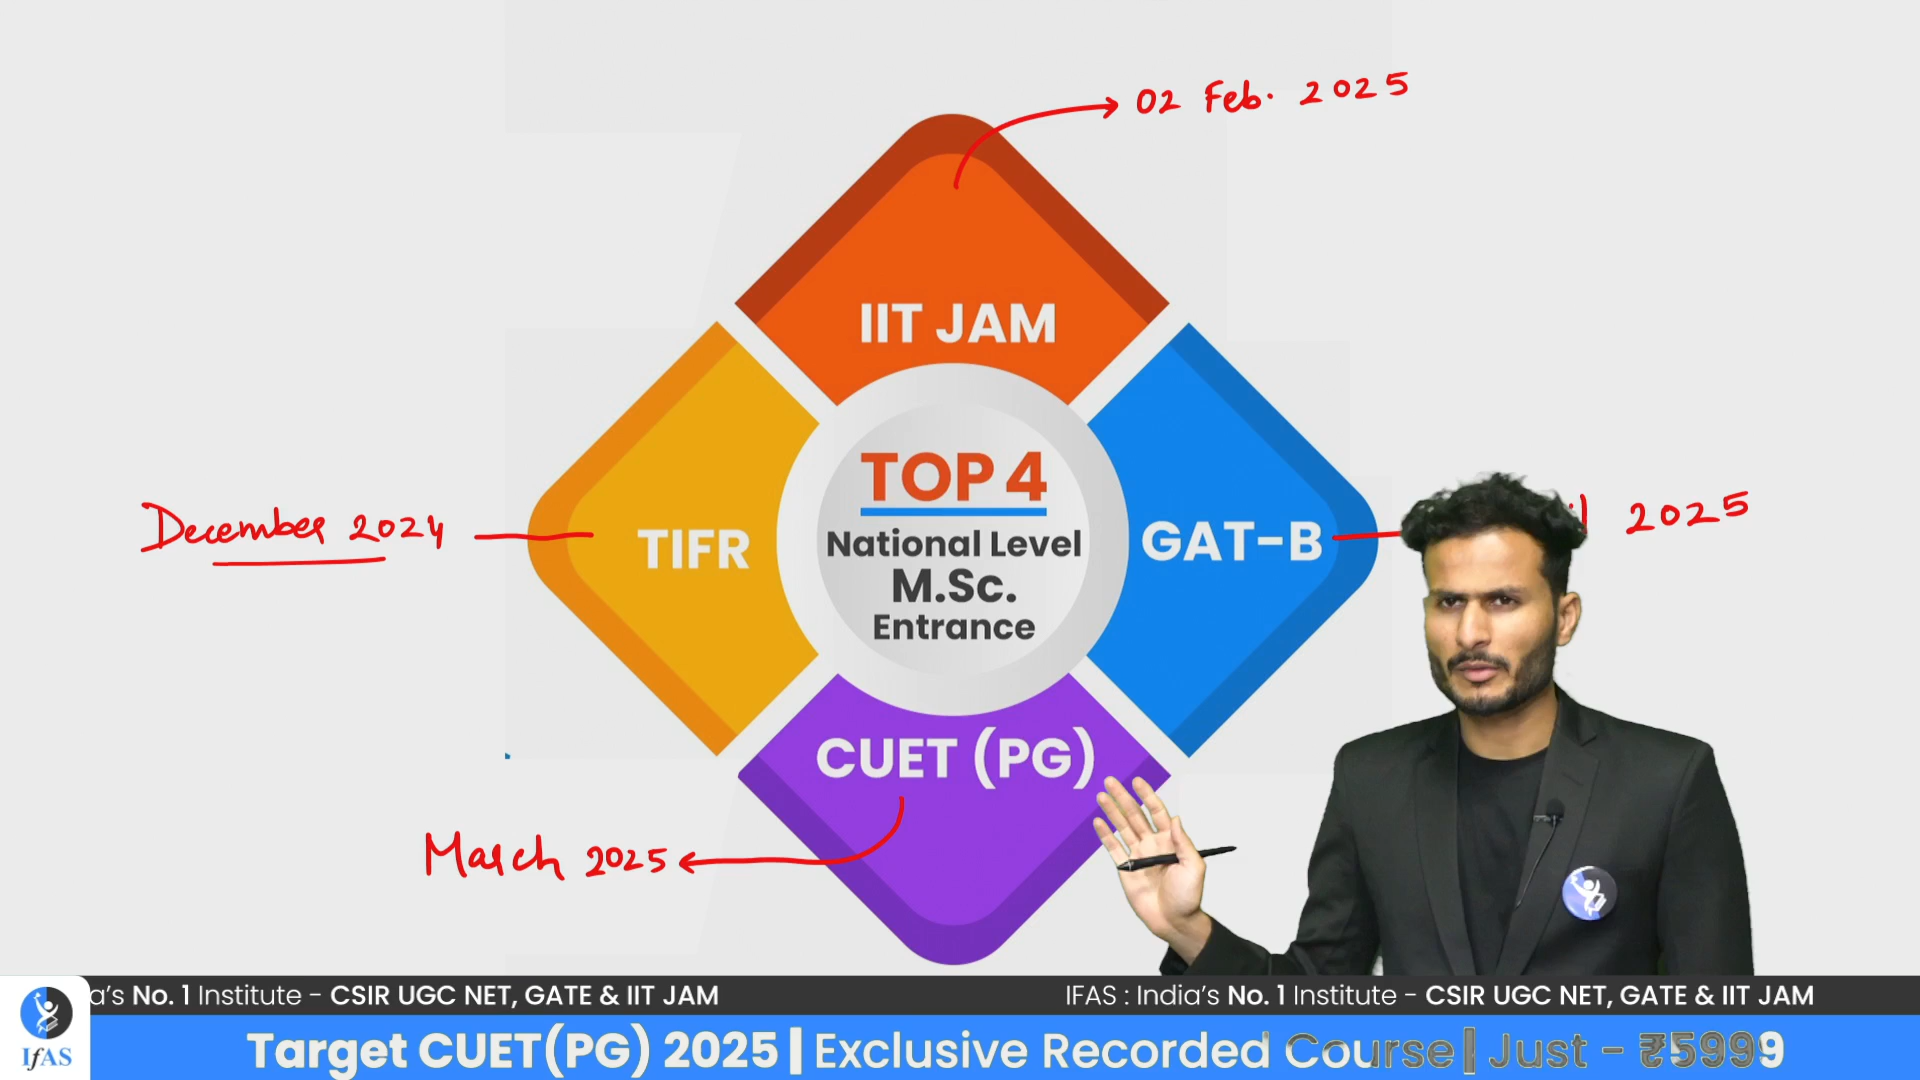 02 Feb. 2025
IIT JAM
TOP 4
National Level
M.Sc.
Entrance
December 2024
TIFR
GAT-B
2025
CUET (PG)
March 2025
a's No. 1 Institute - CSIR UGC NET, GATE & IIT JAM
IFAS : India's No. 1 Institute - CSIR UGC NET, GATE & IIT JAM
IfAS
Target CUET(PG) 2025 | Exclusive Recorded Course | Just - ₹5999